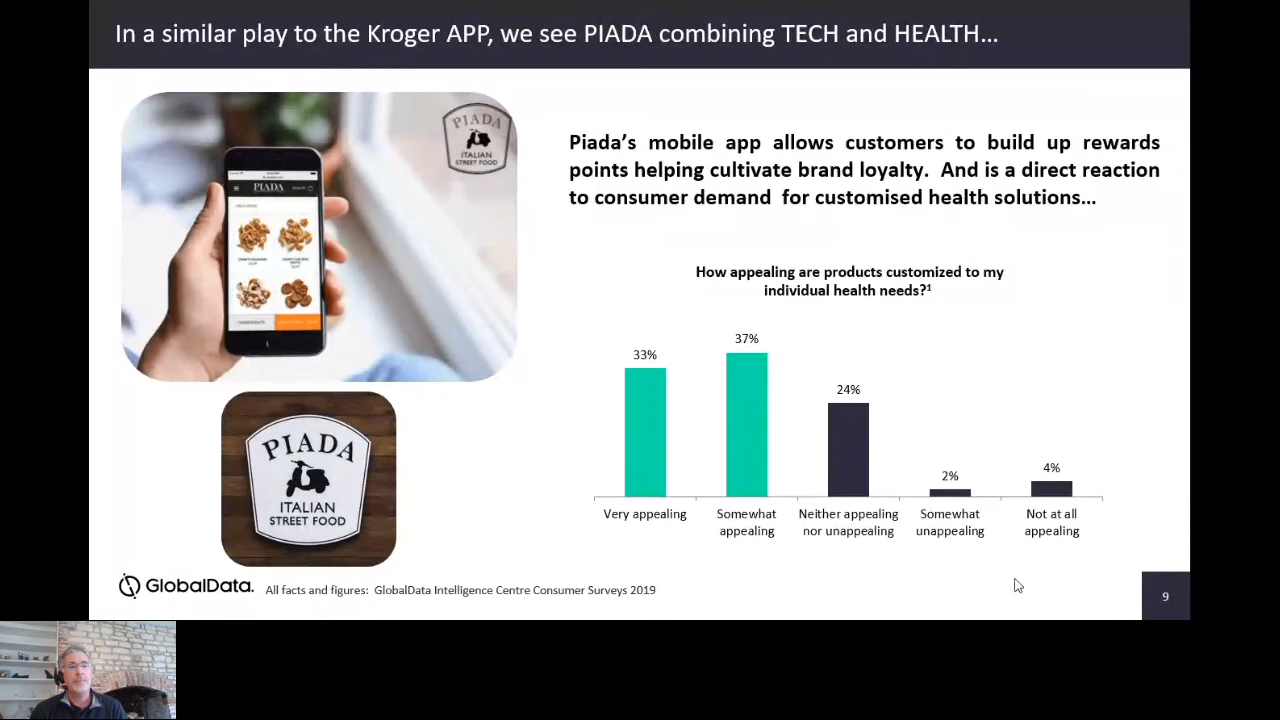 In a similar play to the Kroger APP, we see PIADA combining TECH and HEALTH…
PIADA
ITALIAN
STREET FOOD
PIADA
Piada’s mobile app allows customers to build up rewards
points helping cultivate brand loyalty. And is a direct reaction
to consumer demand for customised health solutions…
How appealing are products customized to my
individual health needs?¹
33%
37%
24%
2%
4%
Very appealing
Somewhat
appealing
Neither appealing
nor unappealing
Somewhat
unappealing
Not at all
appealing
PIADA
ITALIAN
STREET FOOD
GlobalData.
All facts and figures: GlobalData Intelligence Centre Consumer Surveys 2019
9